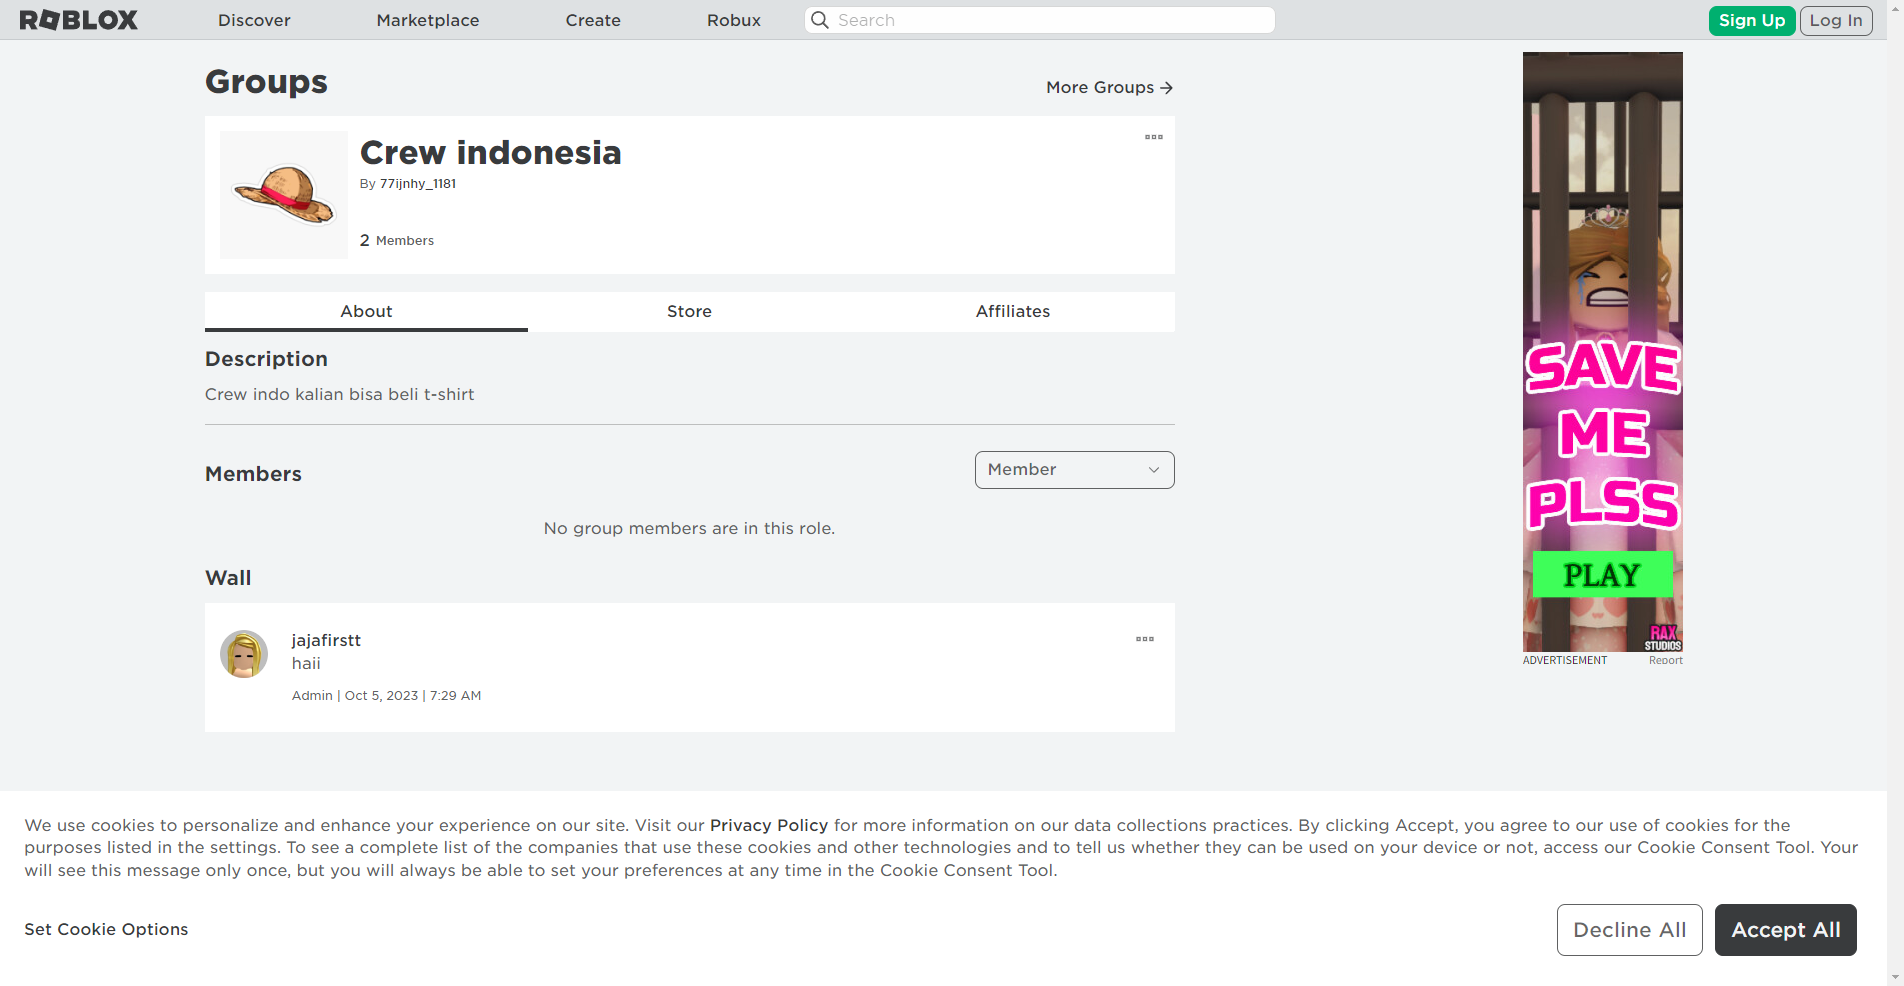 ROBLOX
Discover
Marketplace
Create
Robux
Search
Sign Up
Log In
Groups
More Groups
Crew indonesia
By 77ijnhy_1181
2 Members
About
Store
Affiliates
Description
Crew indo kalian bisa beli t-shirt
Members
Member
No group members are in this role.
Wall
jajafirstt
haii
Admin | Oct 5, 2023 | 7:29 AM
SAVE
ME
PLSS
PLAY
RAX
STUDIOS
ADVERTISEMENT
Report
We use cookies to personalize and enhance your experience on our site. Visit our Privacy Policy for more information on our data collections practices. By clicking Accept, you agree to our use of cookies for the
purposes listed in the settings. To see a complete list of the companies that use these cookies and other technologies and to tell us whether they can be used on your device or not, access our Cookie Consent Tool. Your
will see this message only once, but you will always be able to set your preferences at any time in the Cookie Consent Tool.
Set Cookie Options
Decline All
Accept All